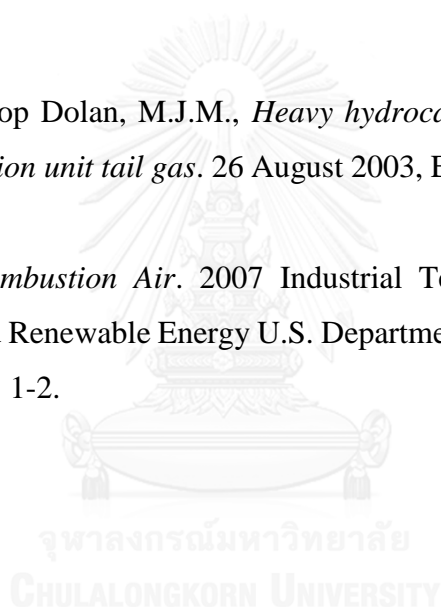 op Dolan, M.J.M., Heavy hydroca
ion unit tail gas. 26 August 2003, E
mbustion Air. 2007 Industrial Te
Renewable Energy U.S. Departme
1-2.
จุฬาลงกรณ์มหาวิทยาลัย
CHULALONGKORN UNIVERSITY